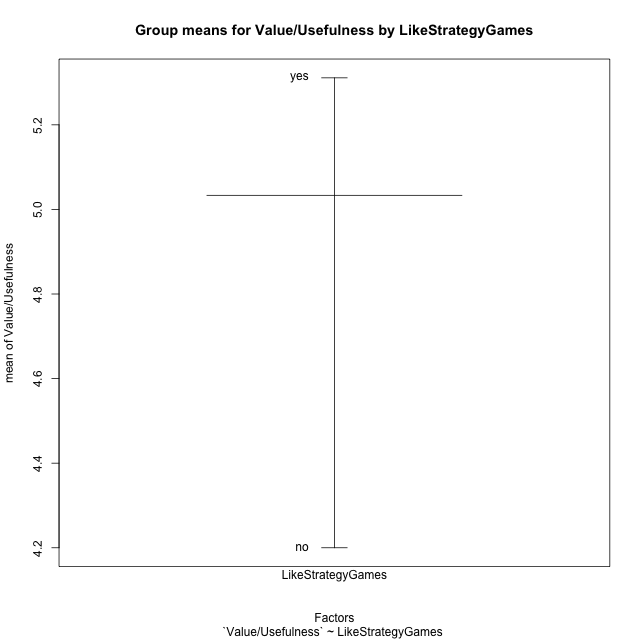 Group means for Value/Usefulness by LikeStrategyGames
yes
5.2
5.0
4.8
4.6
4.4
4.2
mean of Value/Usefulness
no
LikeStrategyGames
Factors
`Value/Usefulness` ~ LikeStrategyGames